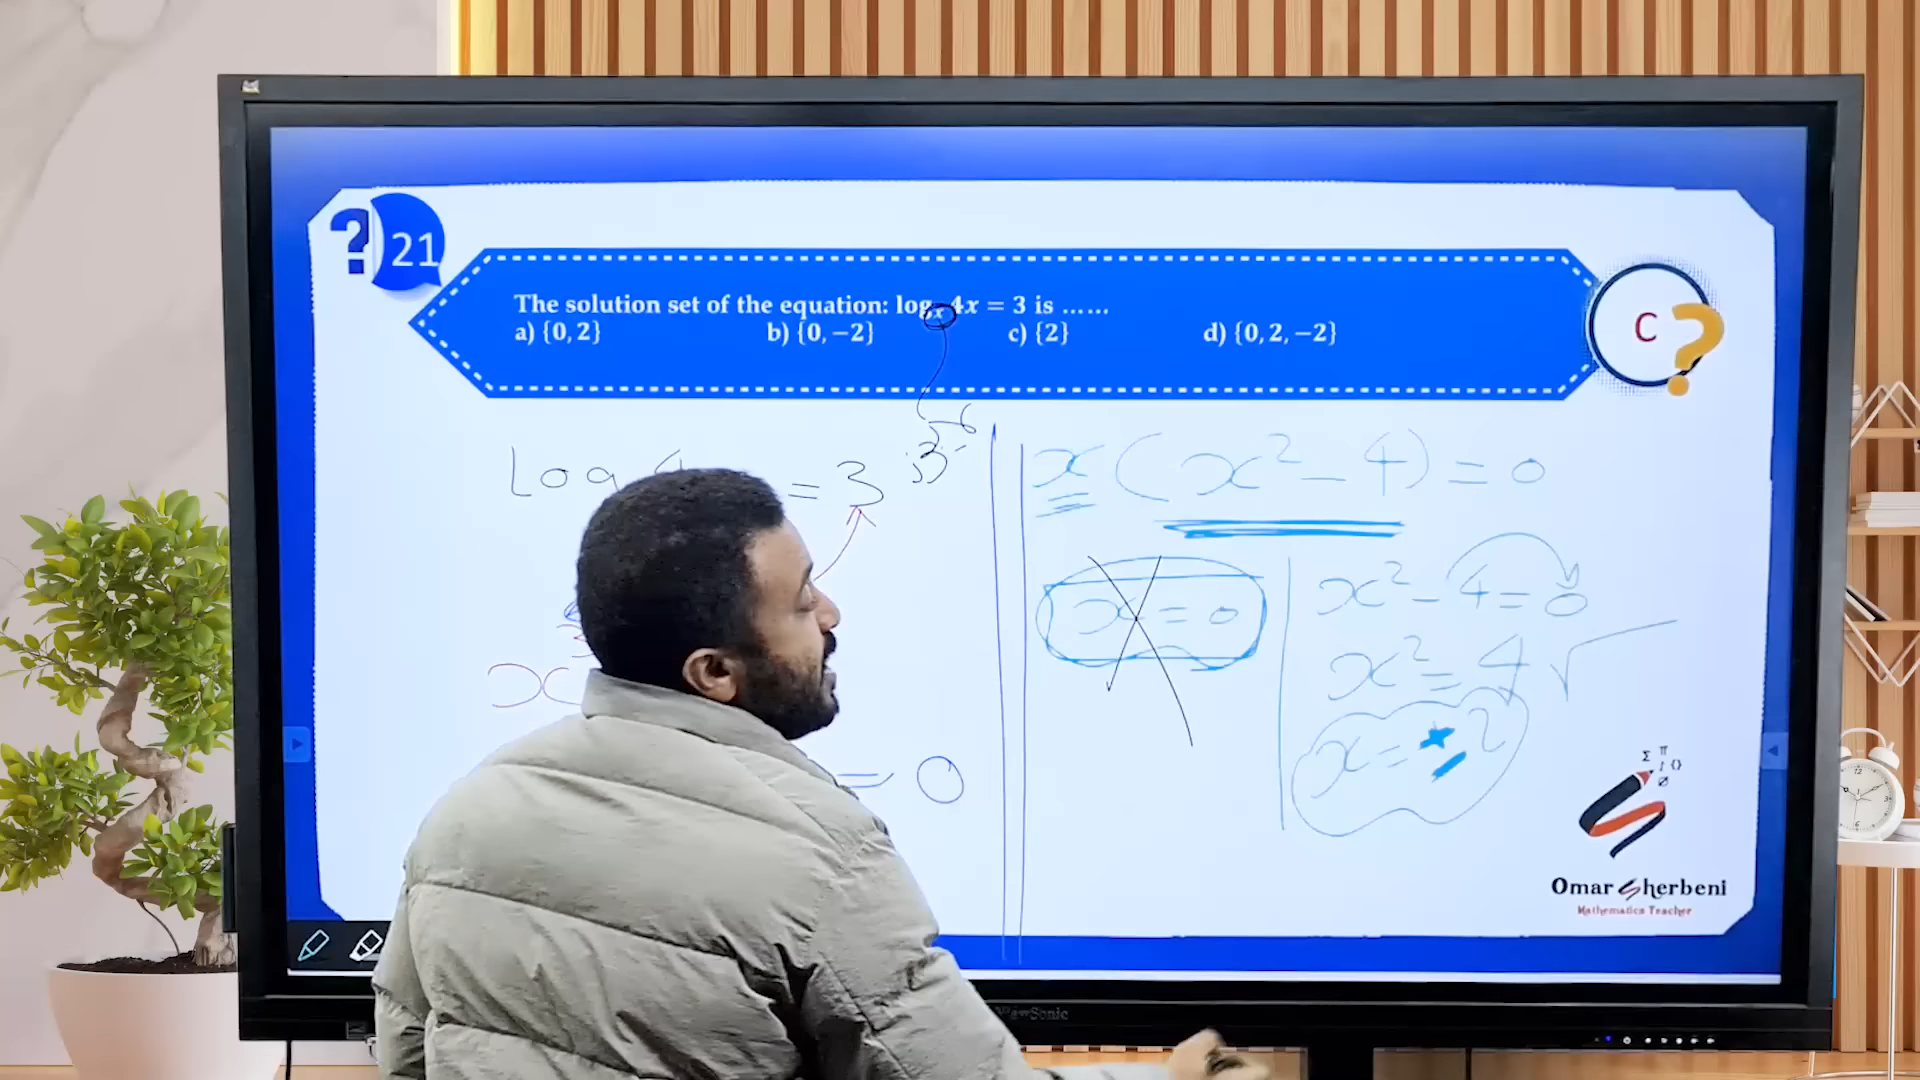 21
The solution set of the equation: logₓ 4x = 3 is ......
a) {0, 2} b) {0, −2} c) {2} d) {0, 2, −2}
C
log = 3
x
= 0
x ( x² − 4) = 0
x = 0
x² − 4 = 0
x² = 4
x = ± 2
Omar Sherbeni
Mathematics Teacher
ViewSonic